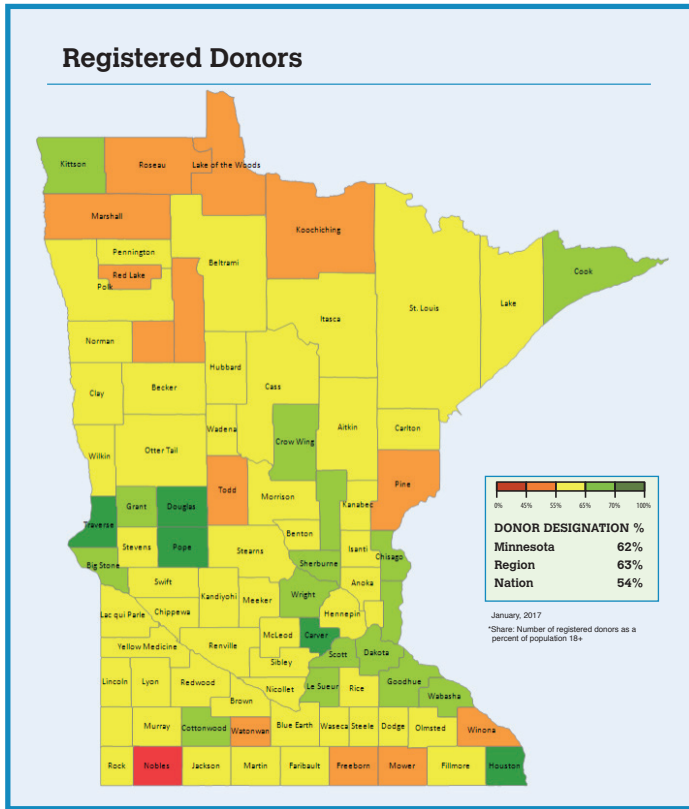 Registered Donors
Kittson
Roseau
Lake of the Woods
Marshall
Koochiching
Pennington
Beltrami
Red Lake
Polk
Cook
Lake
St. Louis
Itasca
Norman
Hubbard
Cass
Clay
Becker
Wadena
Crow Wing
Aitkin
Carlton
Otter Tail
Wilkin
Todd
Pine
Morrison
Kanabec
Grant
Douglas
Traverse
Benton
Isanti
Chisago
Stevens
Pope
Stearns
Sherburne
Big Stone
Swift
Anoka
Kandiyohi
Meeker
Wright
Lac qui Parle
Chippewa
Hennepin
McLeod
Carver
Yellow Medicine
Renville
Scott
Dakota
Sibley
Lincoln
Lyon
Redwood
Nicollet
Le Sueur
Rice
Goodhue
Wabasha
Brown
Murray
Cottonwood
Watonwan
Blue Earth
Waseca
Steele
Dodge
Olmsted
Winona
Rock
Nobles
Jackson
Martin
Faribault
Freeborn
Mower
Fillmore
Houston
0% 45% 55% 65% 70% 100%
DONOR DESIGNATION %
Minnesota 62%
Region 63%
Nation 54%
January, 2017
*Share: Number of registered donors as a
percent of population 18+